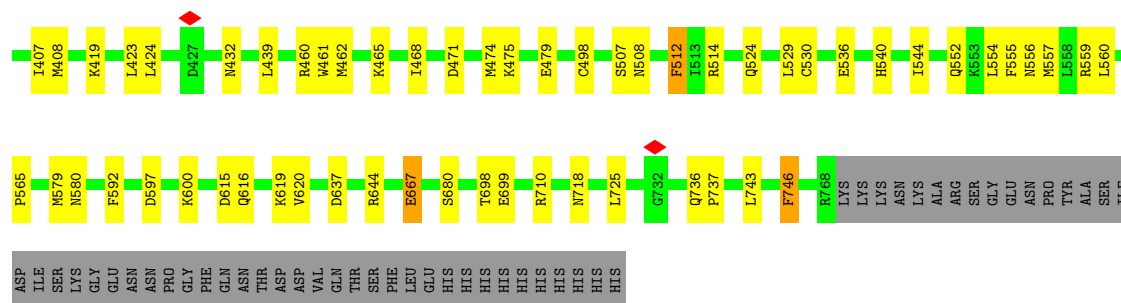 I407 M408 K419 L423 L424 D427 N432 L439 R460 W461 M462 K465 I468 D471 M474 K475 E479 C498 S507 N508 F512 I513 R514 Q524 L529 C530 E536 H540 I544 Q552 K553 L554 F555 N556 M557 L558 R559 L560
P565 M579 N580 F592 D597 K600 D615 Q616 K619 V620 D637 R644 E667 S680 T698 E699 R710 N718 L725 G732 Q736 P737 L743 F746 R768 LYS LYS LYS ASN LYS ALA ARG SER GLY GLU ASN PRO TYR ALA SER ILE
ASP ILE SER LYS GLY GLU ASN ASN PRO GLY PHE GLN ASN THR ASP ASP VAL GLN THR SER PHE LEU GLU HIS HIS HIS HIS HIS HIS HIS HIS HIS HIS